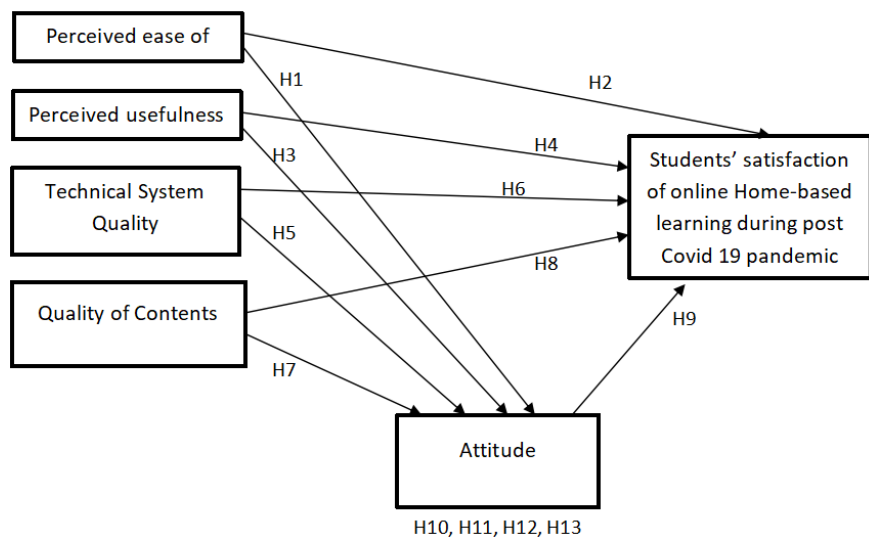 Perceived ease of
H1
H2
Perceived usefulness
H3
H4
Technical System
Quality
H5
H6
Quality of Contents
H7
H8
Students’ satisfaction
of online Home-based
learning during post
Covid 19 pandemic
H9
Attitude
H10, H11, H12, H13